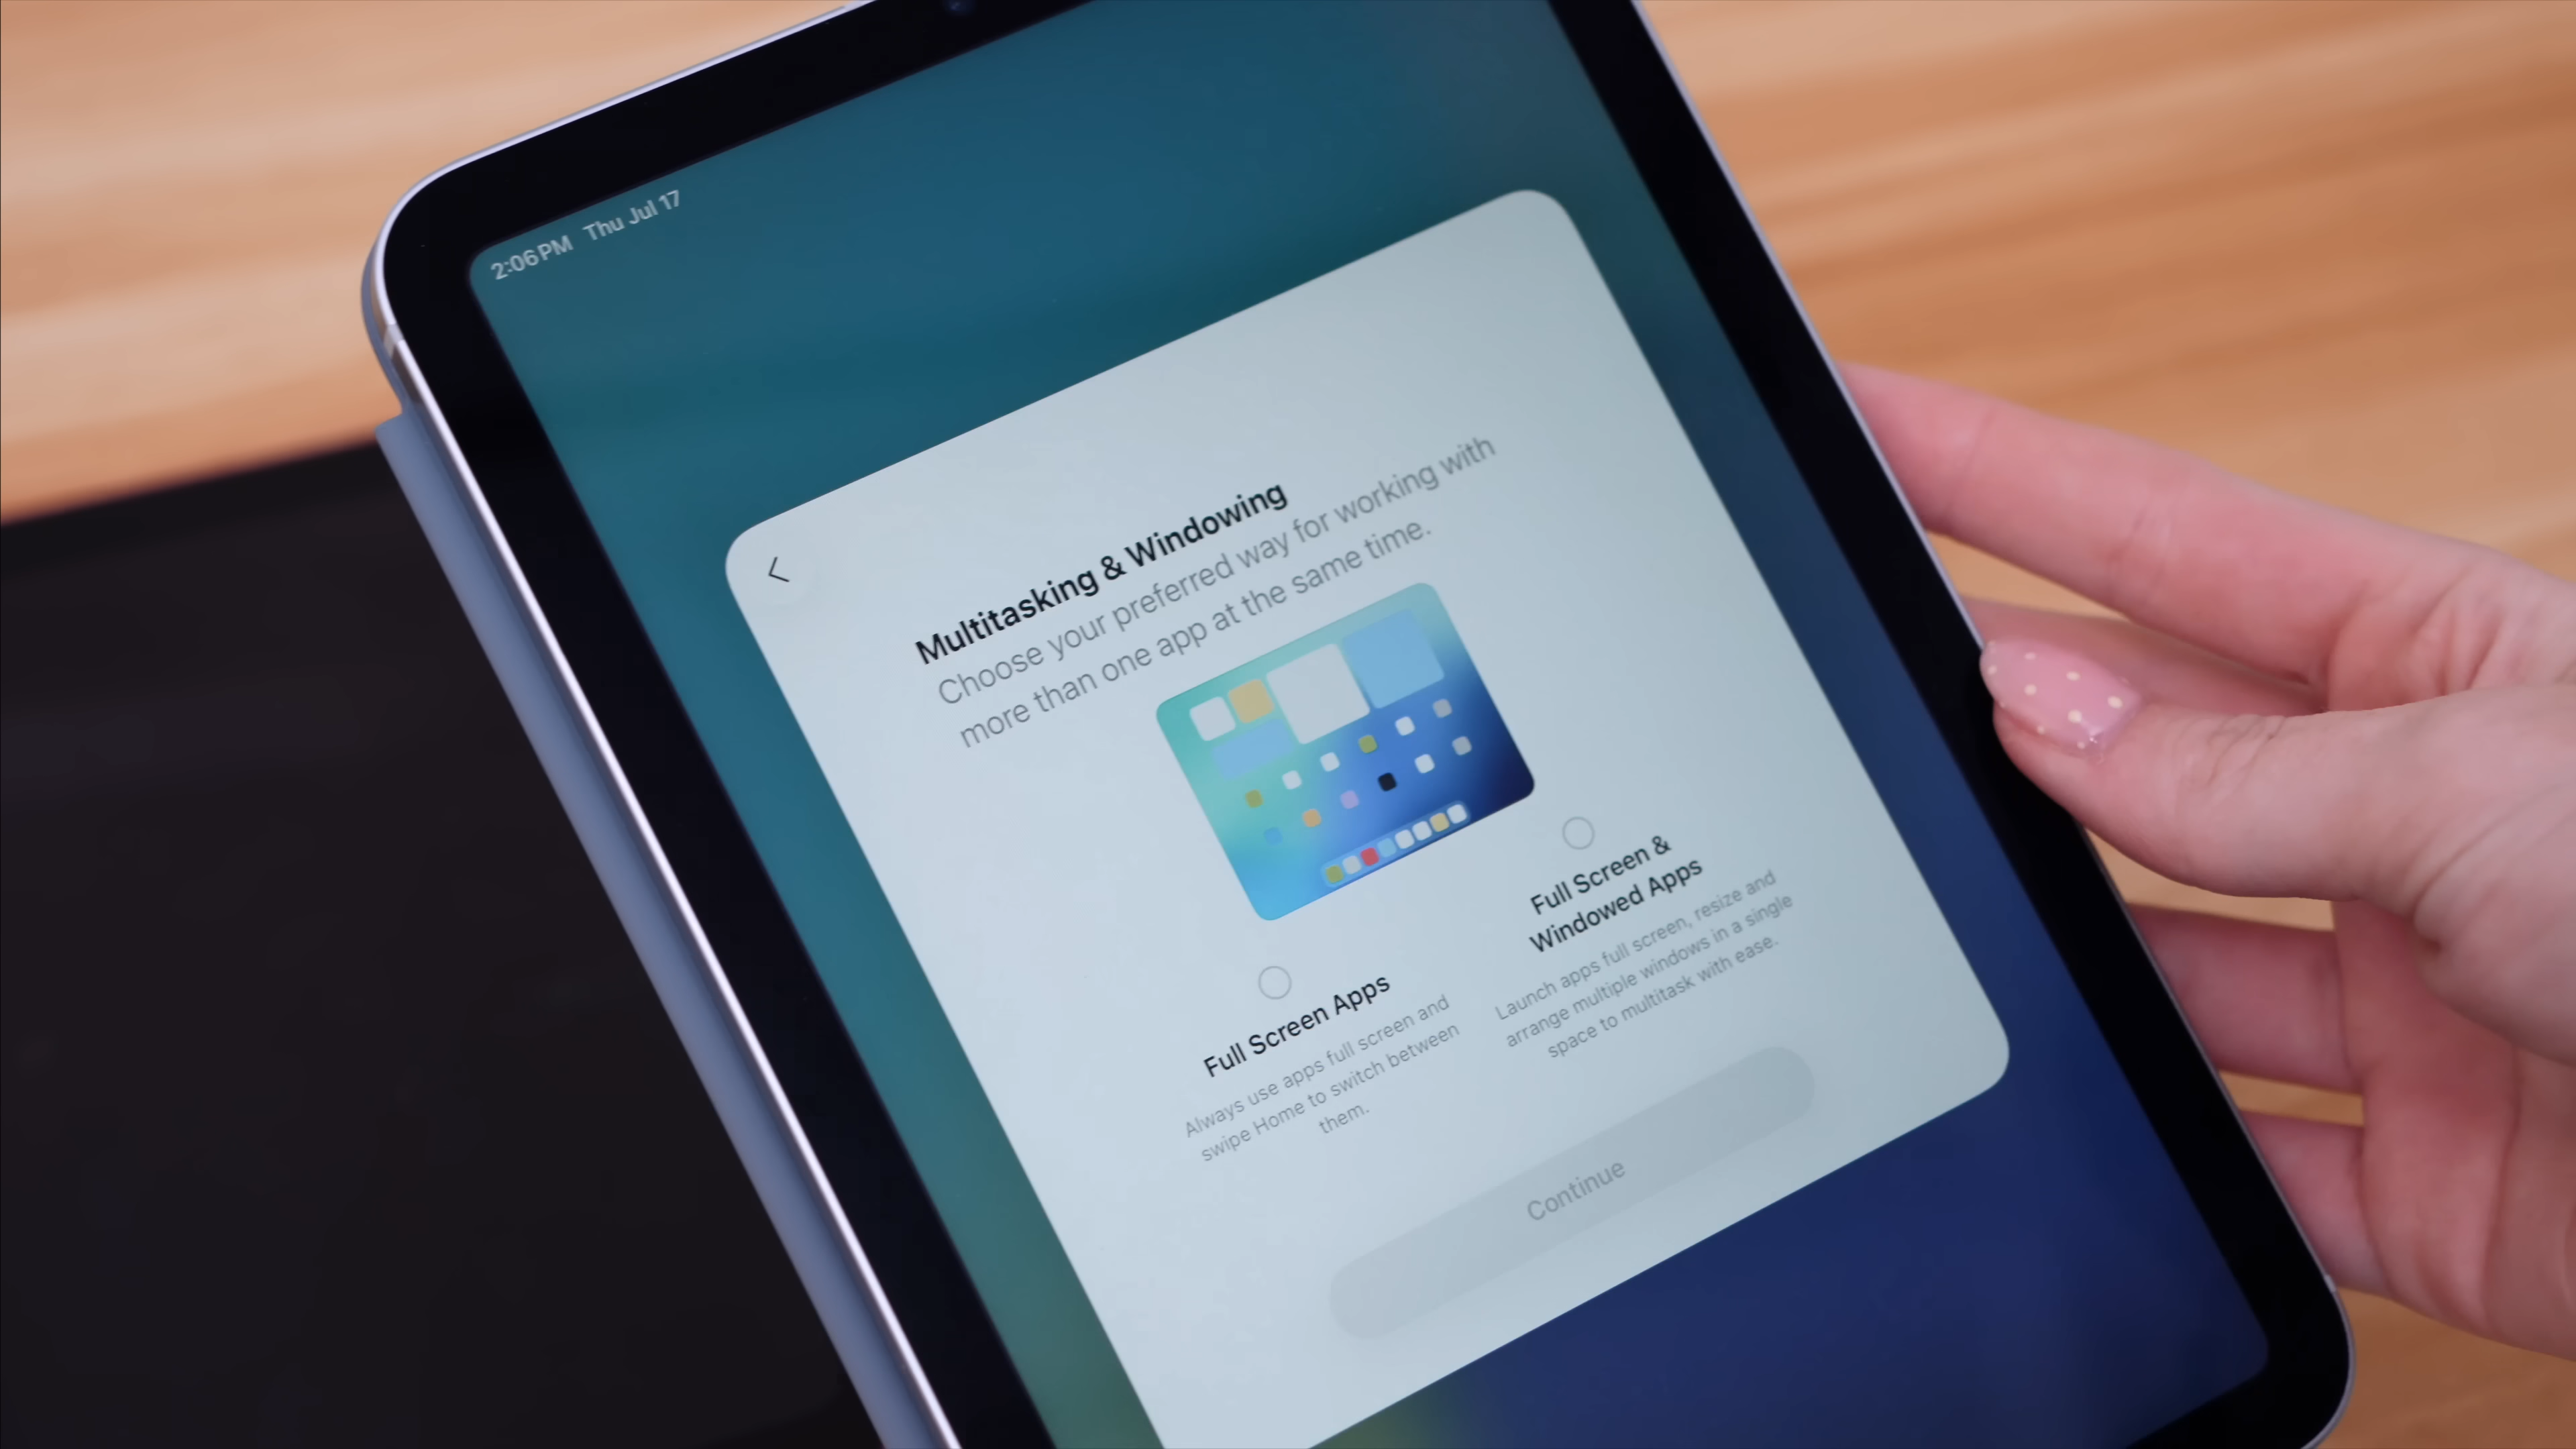 2:06 PM Thu Jul 17
Multitasking & Windowing
Choose your preferred way for working with
more than one app at the same time.
Full Screen Apps
Always use apps full screen and
swipe Home to switch between
them.
Full Screen &
Windowed Apps
Launch apps full screen, resize and
arrange multiple windows in a single
space to multitask with ease.
Continue